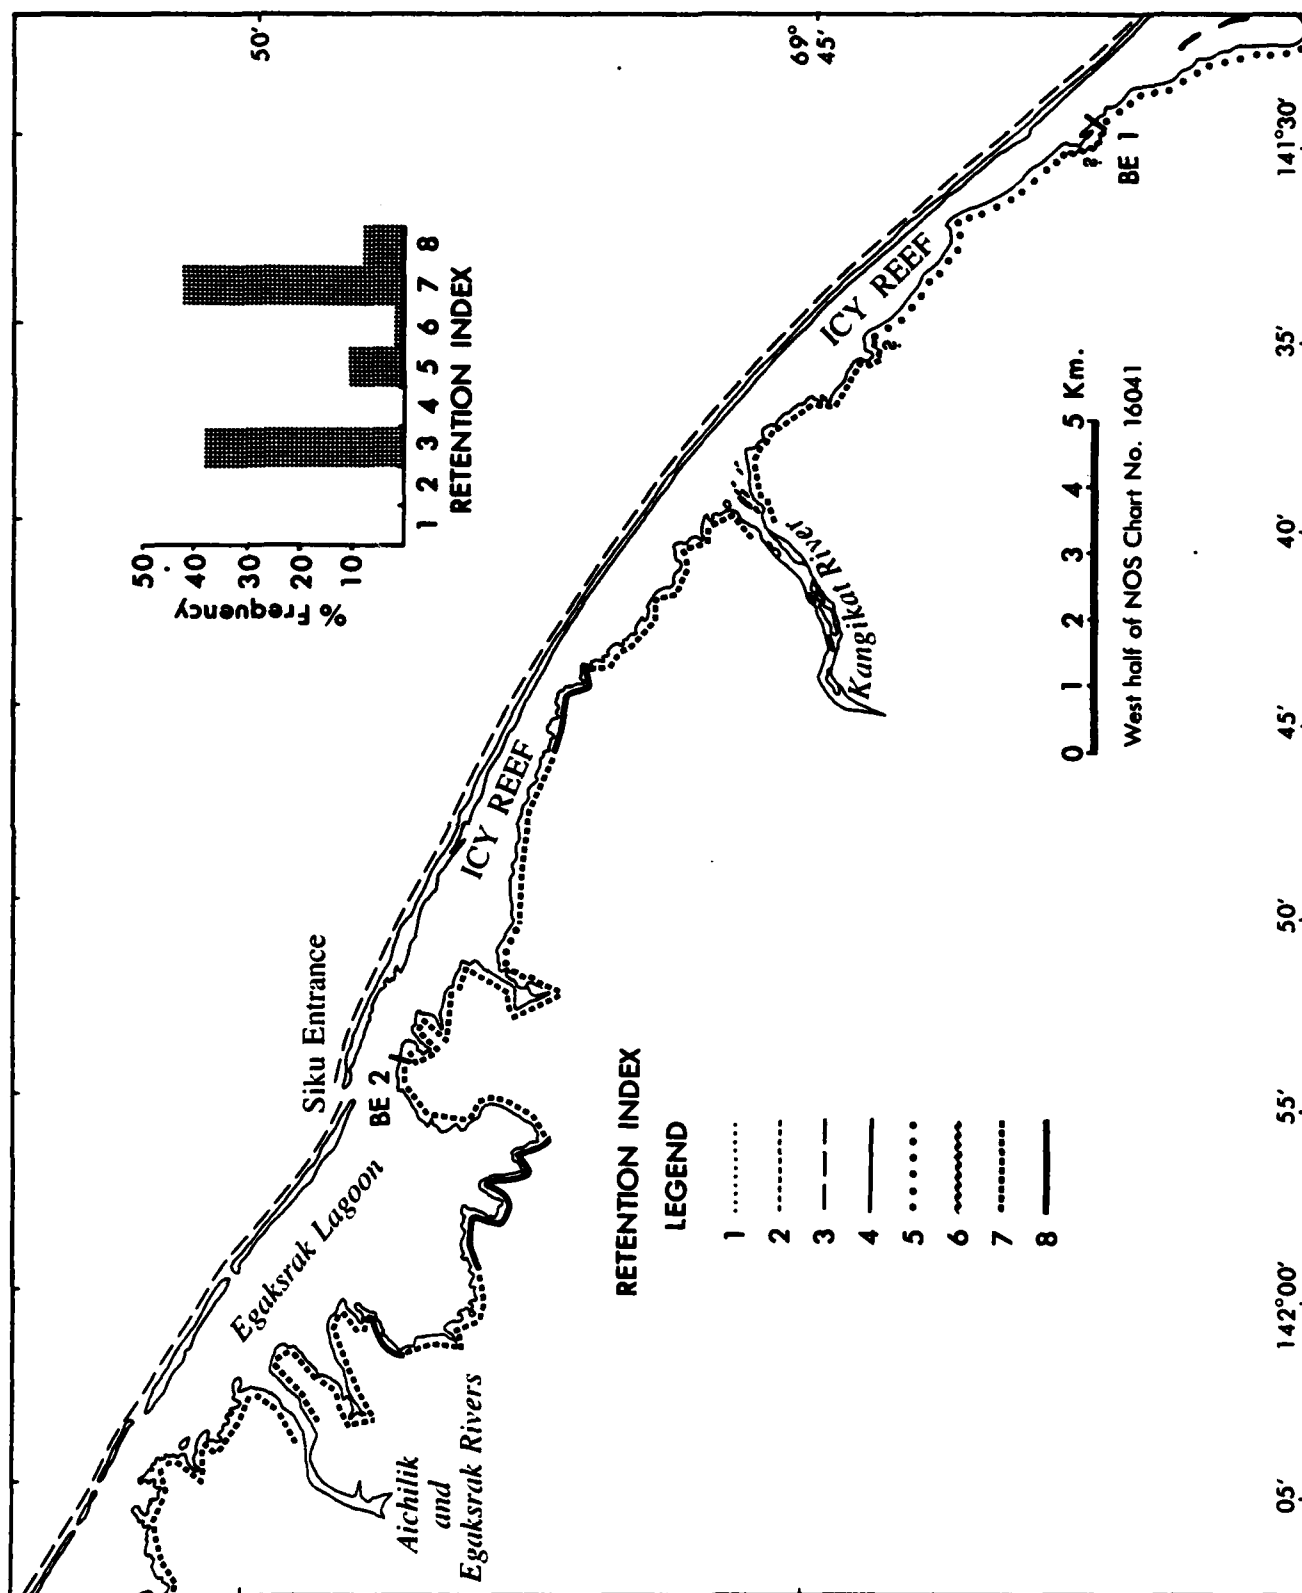 50'
69°
45'
50
40
30
20
10
% Frequency
1 2 3 4 5 6 7 8
RETENTION INDEX
Siku Entrance
ICY REEF
ICY REEF
Egaksrak Lagoon
BE 2
BE 1
?
?
Kangikat River
Aichilik
and
Egaksrak Rivers
RETENTION INDEX
LEGEND
1
2
3
4
5
6
7
8
0 1 2 3 4 5 Km.
West half of NOS Chart No. 16041
05' 142°00' 55' 50' 45' 40' 35' 141°30'